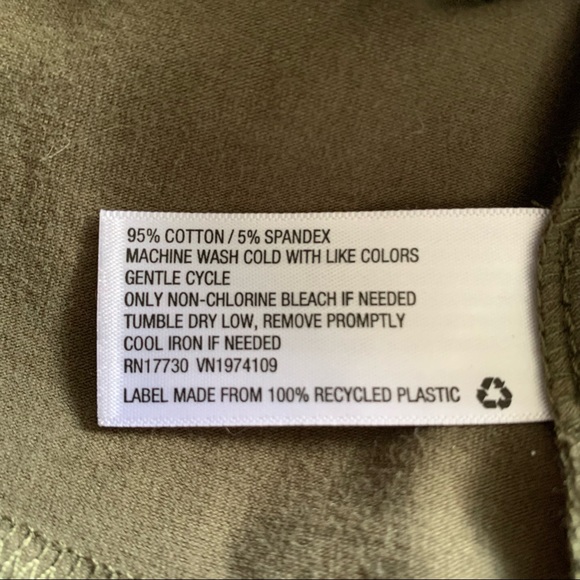 95% COTTON / 5% SPANDEX
MACHINE WASH COLD WITH LIKE COLORS
GENTLE CYCLE
ONLY NON-CHLORINE BLEACH IF NEEDED
TUMBLE DRY LOW, REMOVE PROMPTLY
COOL IRON IF NEEDED
RN17730 VN1974109
LABEL MADE FROM 100% RECYCLED PLASTIC